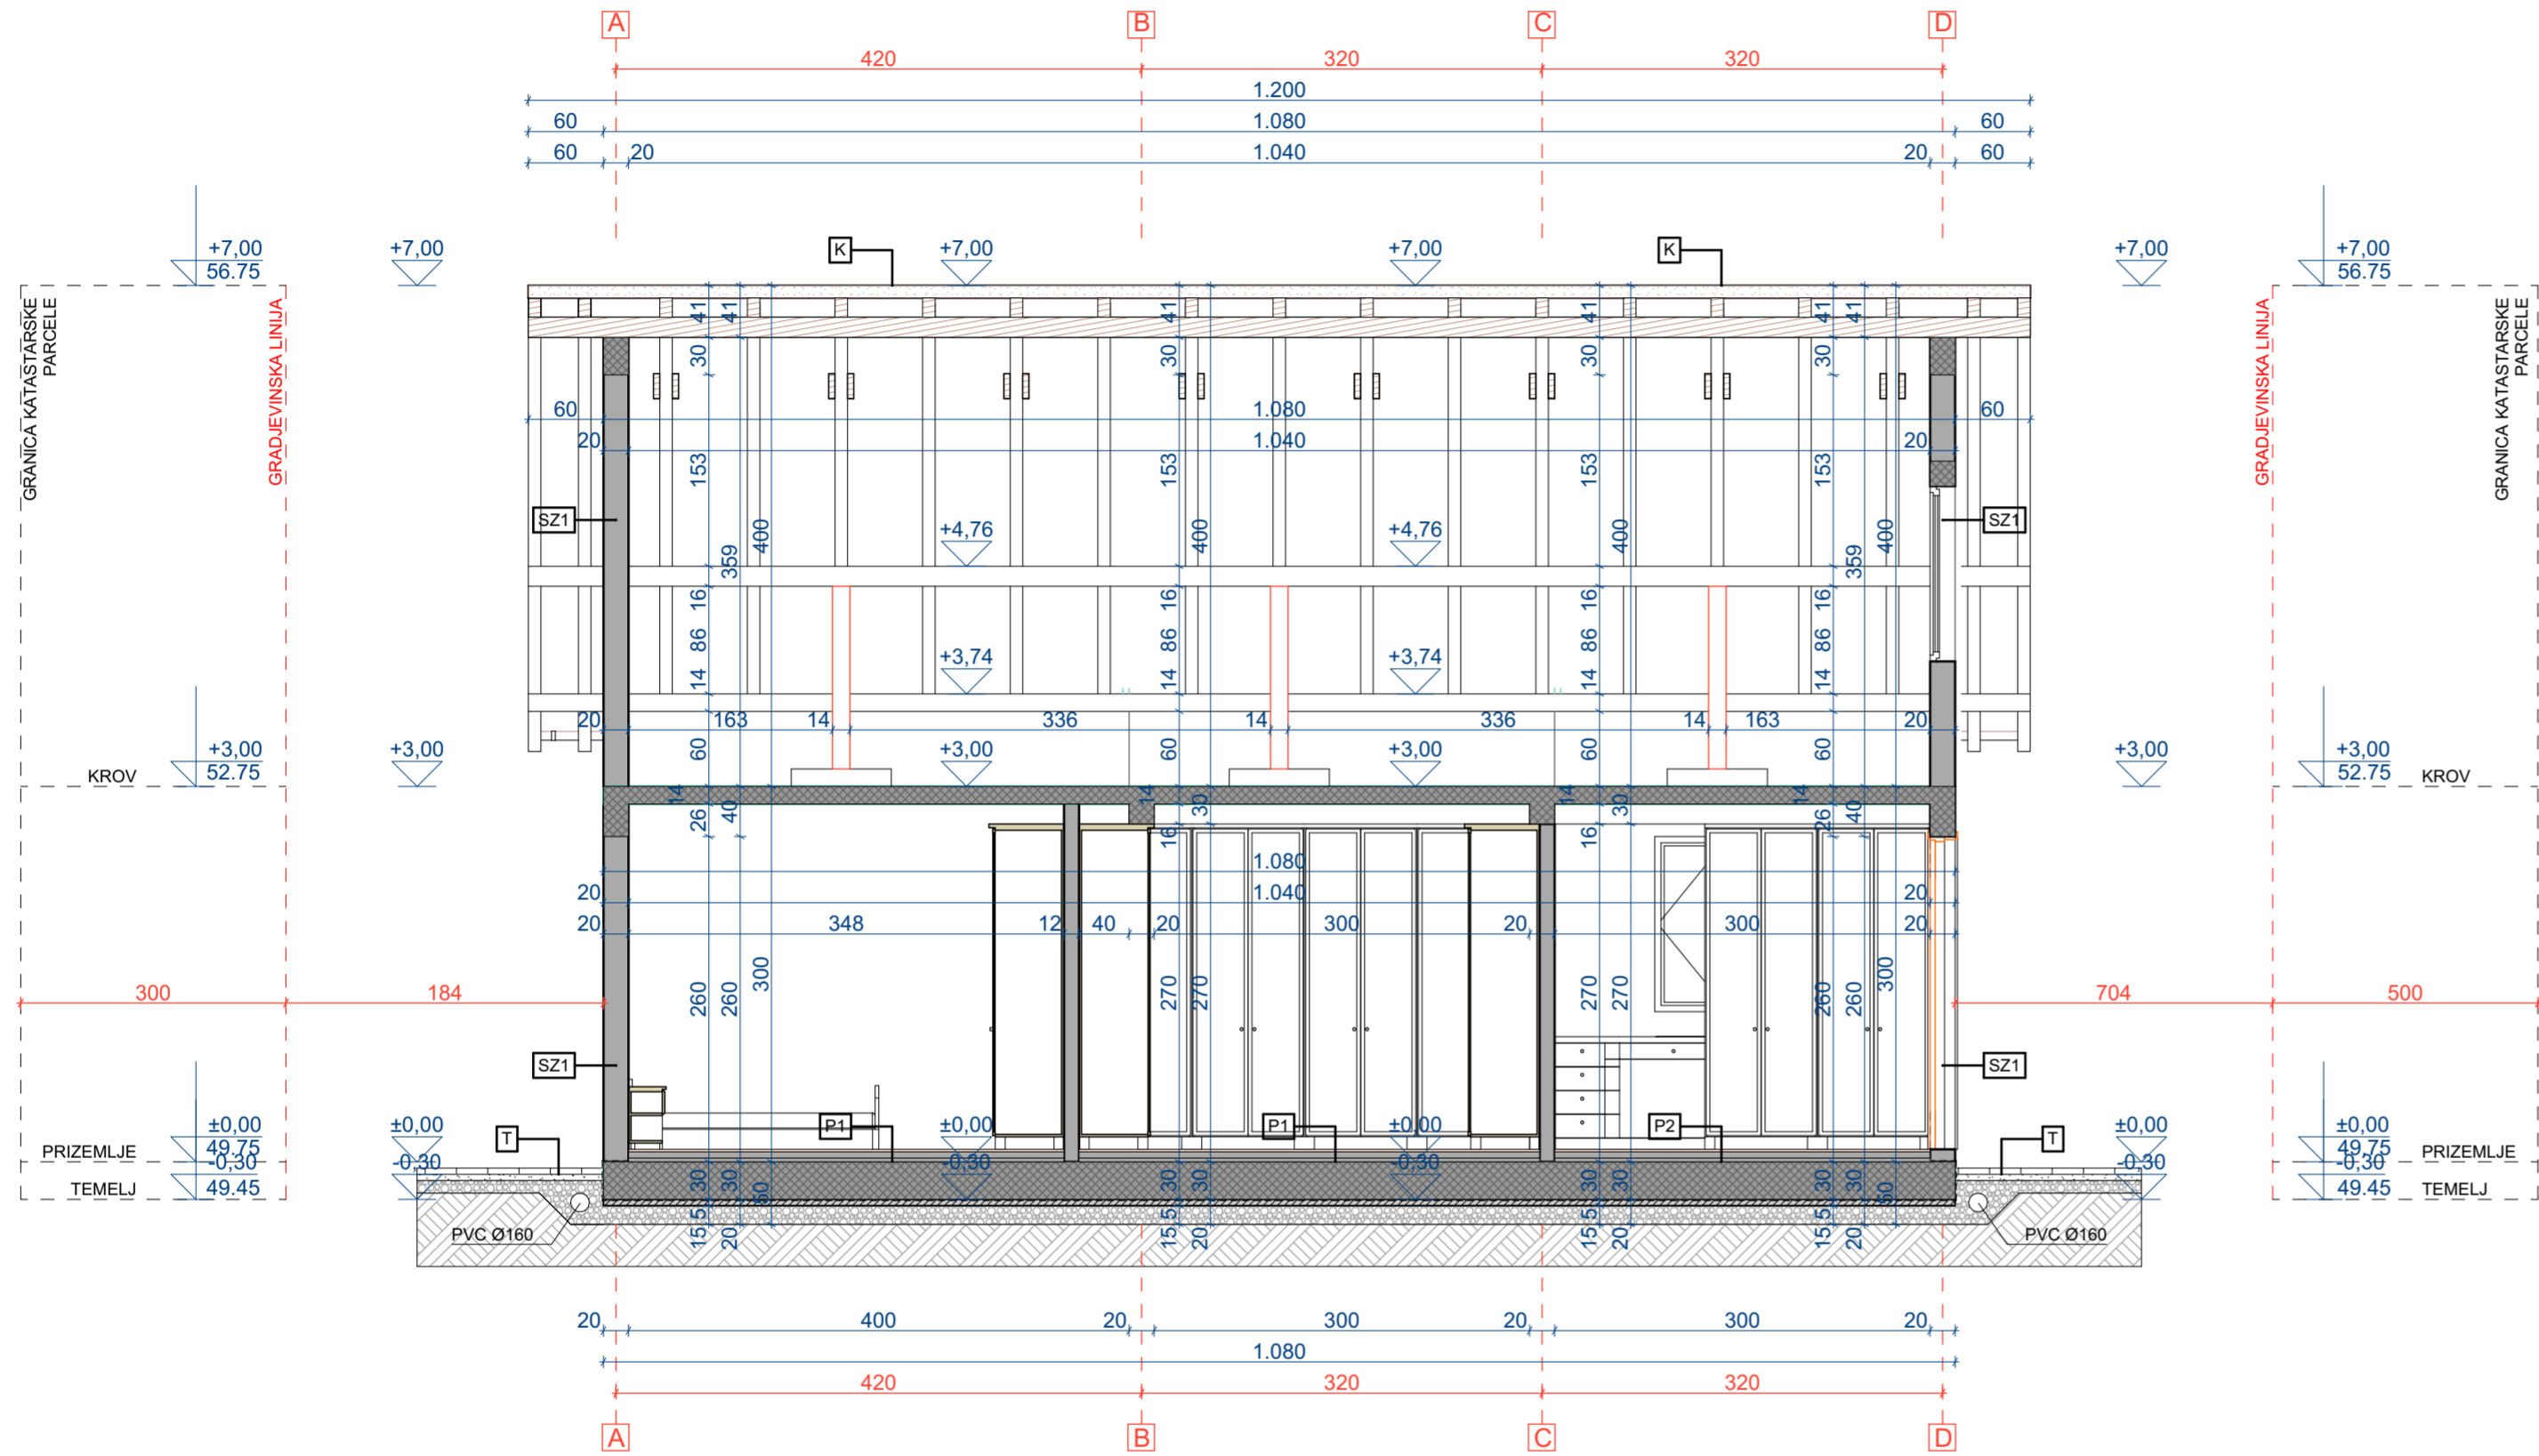 A B C D
420 320 320
1.200
60 1.080 60
60 20 1.040 20 60
+7,00 +7,00 K +7,00 +7,00 K +7,00 +7,00
56.75 56.75
GRANICA KATASTARSKE
PARCELE
GRADJEVINSKA LINIJA
GRADJEVINSKA LINIJA
GRANICA KATASTARSKE
PARCELE
41 41 41 41 41 41
30 30 30 30
60 1.080 60
20 1.040 20
153 153 153 153
SZ1 SZ1
400 400 400 400
+4,76 +4,76
359 359
16 16 16 16
86 86 86 86
+3,74 +3,74
14 14 14 14
20 163 14 336 14 336 14 163 20
60 60 60 60
+3,00 +3,00 +3,00 +3,00 +3,00 +3,00
KROV 52.75 52.75 KROV
14 14 14 14
26 40 30 30 26 40
16 16
1.080
20 1.040 20
20 348 12 40 20 300 20 300 20
300 300
260 260 270 270 270 270 260 260
300 184 704 500
SZ1 SZ1
±0,00 ±0,00 P1 ±0,00 P1 ±0,00 P2 ±0,00 ±0,00
PRIZEMLJE 49.75 T T 49,75 PRIZEMLJE
-0,30 -0,30 -0,30 -0,30 -0,30 -0,30
TEMELJ 49.45 49.45 TEMELJ
30 30 50 30 30 30 30 30 30 50
PVC Ø160 PVC Ø160
15 5 20 15 5 20 15 5 20 15 5 20
20 400 20 300 20 300 20
1.080
420 320 320
A B C D